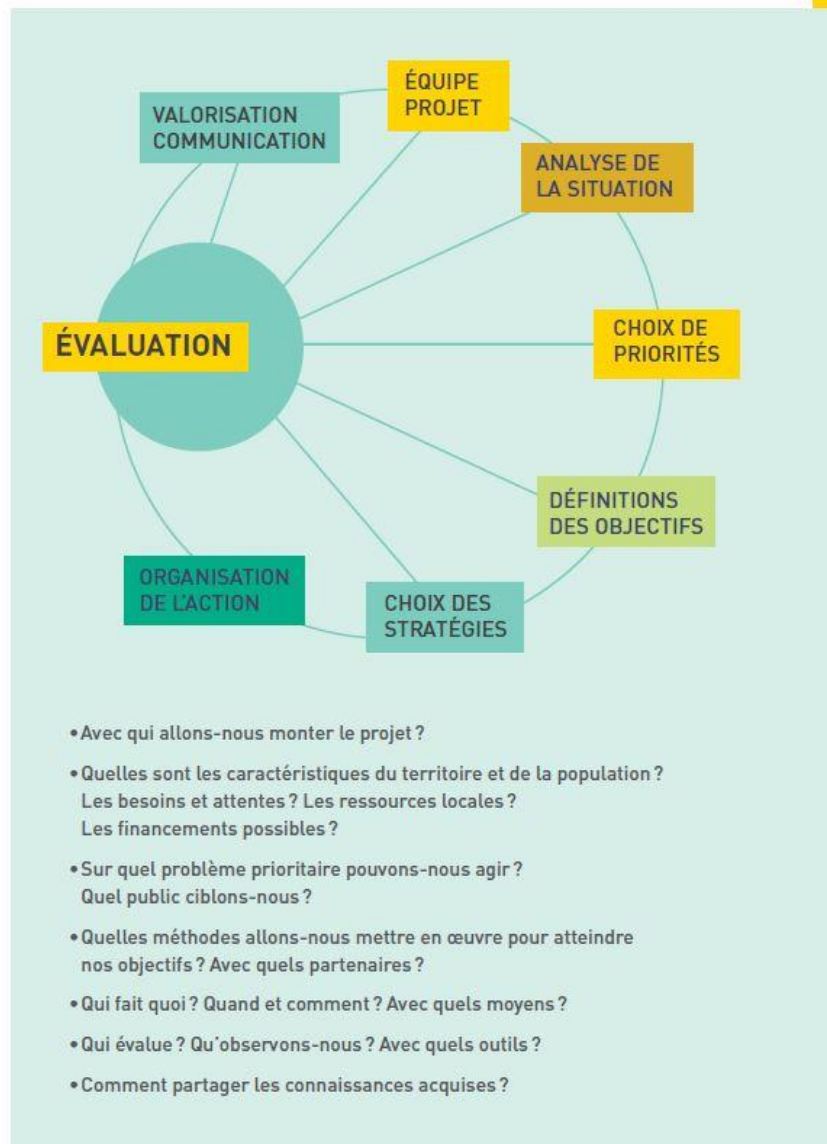 ÉQUIPE
PROJET
VALORISATION
COMMUNICATION
ANALYSE DE
LA SITUATION
ÉVALUATION
CHOIX DE
PRIORITÉS
DÉFINITIONS
DES OBJECTIFS
ORGANISATION
DE L'ACTION
CHOIX DES
STRATÉGIES
• Avec qui allons-nous monter le projet ?
• Quelles sont les caractéristiques du territoire et de la population ?
Les besoins et attentes ? Les ressources locales ?
Les financements possibles ?
• Sur quel problème prioritaire pouvons-nous agir ?
Quel public ciblons-nous ?
• Quelles méthodes allons-nous mettre en œuvre pour atteindre
nos objectifs ? Avec quels partenaires ?
• Qui fait quoi ? Quand et comment ? Avec quels moyens ?
• Qui évalue ? Qu'observons-nous ? Avec quels outils ?
• Comment partager les connaissances acquises ?